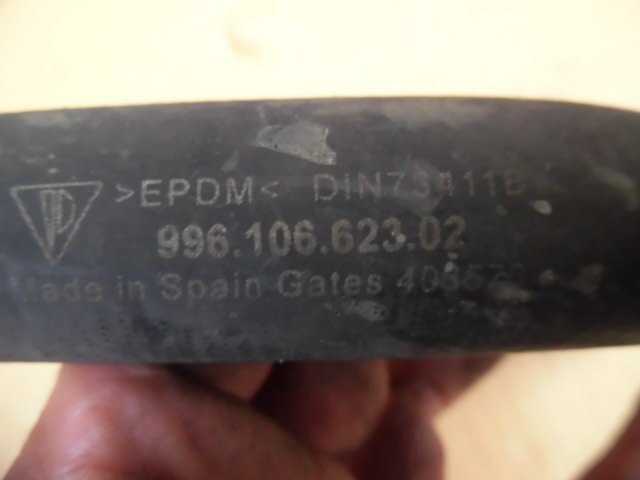 >EPDM< DIN73411B
996.106.623.02
Made in Spain Gates